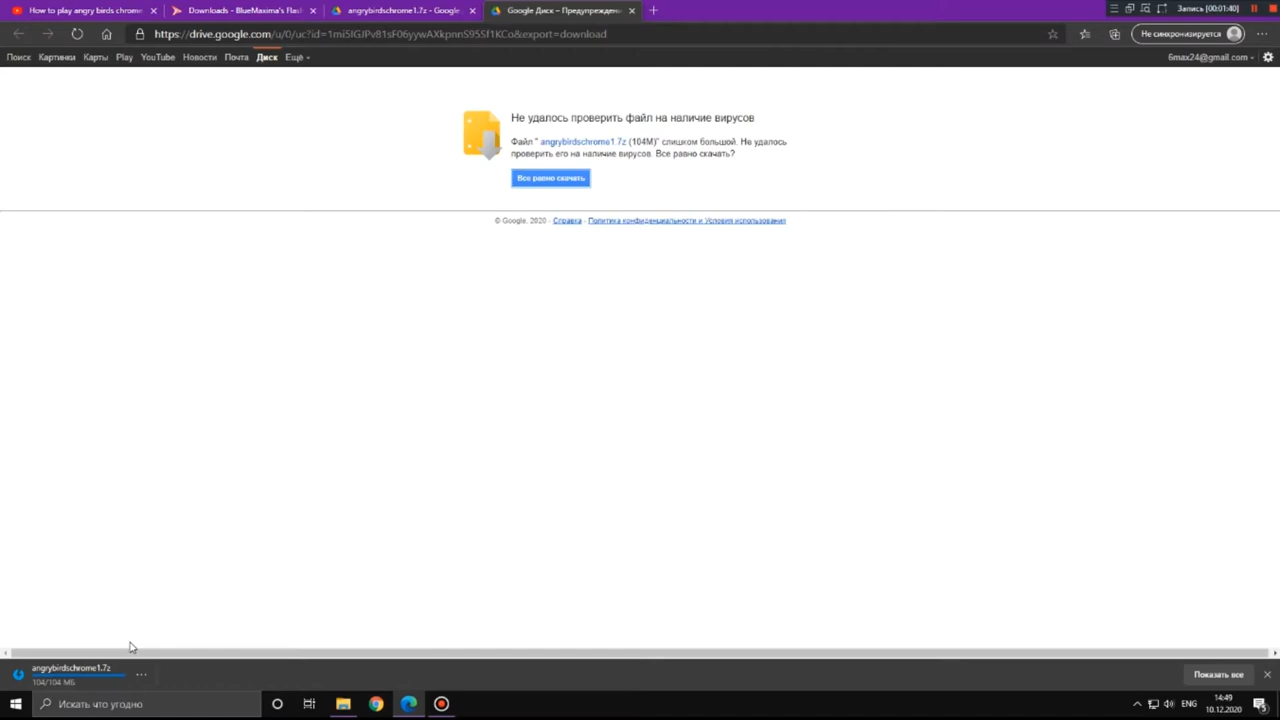 How to play angry birds chrome
Downloads - BlueMaxima's Flash
angrybirdschrome1.7z - Google
Google Диск – Предупрежден
Запись [00:01:40]
https://drive.google.com/u/0/uc?id=
&export=download
Не синхронизируется
Поиск Картинки Карты Play YouTube Новости Почта Диск Ещё
6max24@gmail.com
Не удалось проверить файл на наличие вирусов
Файл " angrybirdschrome1.7z (104M)" слишком большой. Не удалось
проверить его на наличие вирусов. Все равно скачать?
Все равно скачать
© Google, 2020 - Справка - Политика конфиденциальности и Условия использования
angrybirdschrome1.7z
104/104 МБ
Показать все
Искать что угодно
ENG
14:49
10.12.2020
5